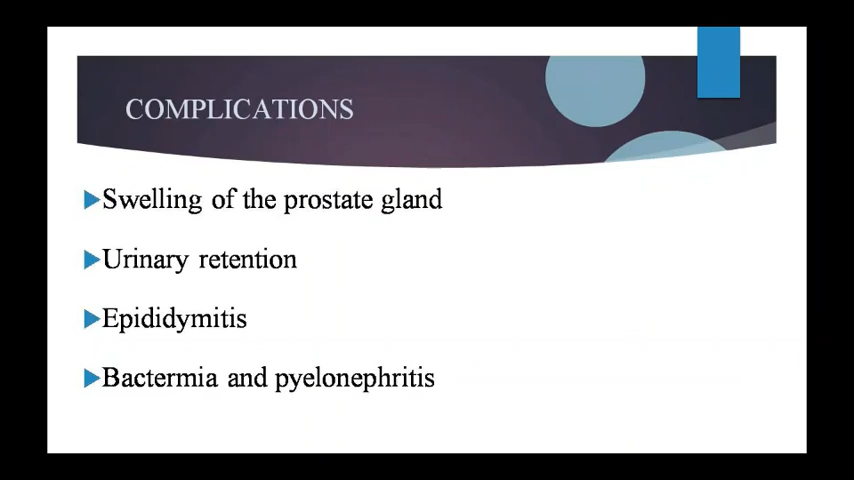 COMPLICATIONS
Swelling of the prostate gland
Urinary retention
Epididymitis
Bactermia and pyelonephritis